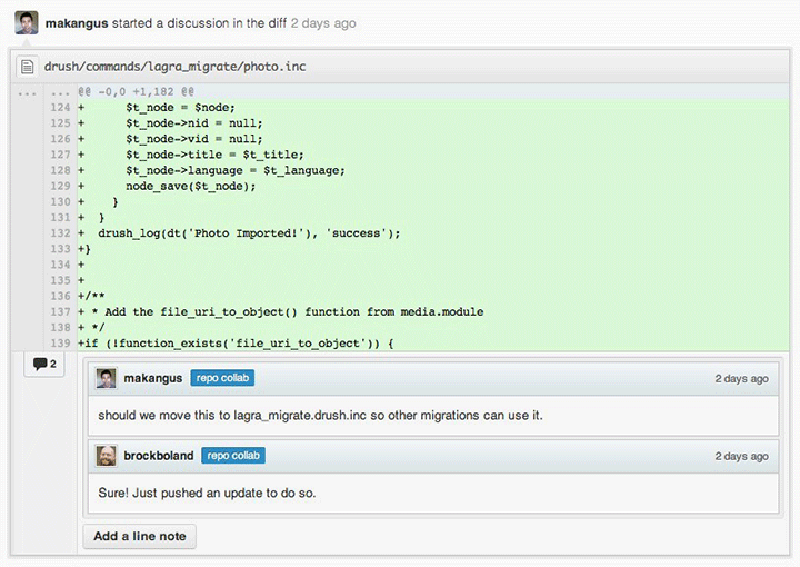 makangus started a discussion in the diff 2 days ago
drush/commands/lagra_migrate/photo.inc
... ... @@ -0,0 +1,182 @@
124 + $t_node = $node;
125 + $t_node->nid = null;
126 + $t_node->vid = null;
127 + $t_node->title = $t_title;
128 + $t_node->language = $t_language;
129 + node_save($t_node);
130 + }
131 + }
132 + drush_log(dt('Photo Imported!'), 'success');
133 +}
134 +
135 +
136 +/**
137 + * Add the file_uri_to_object() function from media.module
138 + */
139 +if (!function_exists('file_uri_to_object')) {
2
makangus repo collab 2 days ago
should we move this to lagra_migrate.drush.inc so other migrations can use it.
brockboland repo collab 2 days ago
Sure! Just pushed an update to do so.
Add a line note